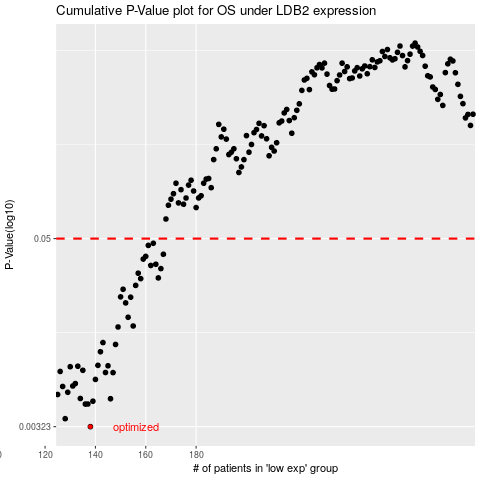 Cumulative P-Value plot for OS under LDB2 expression
P-Value(log10)
0.05
0.00323
optimized
0 120 140 160 180
# of patients in 'low exp' group